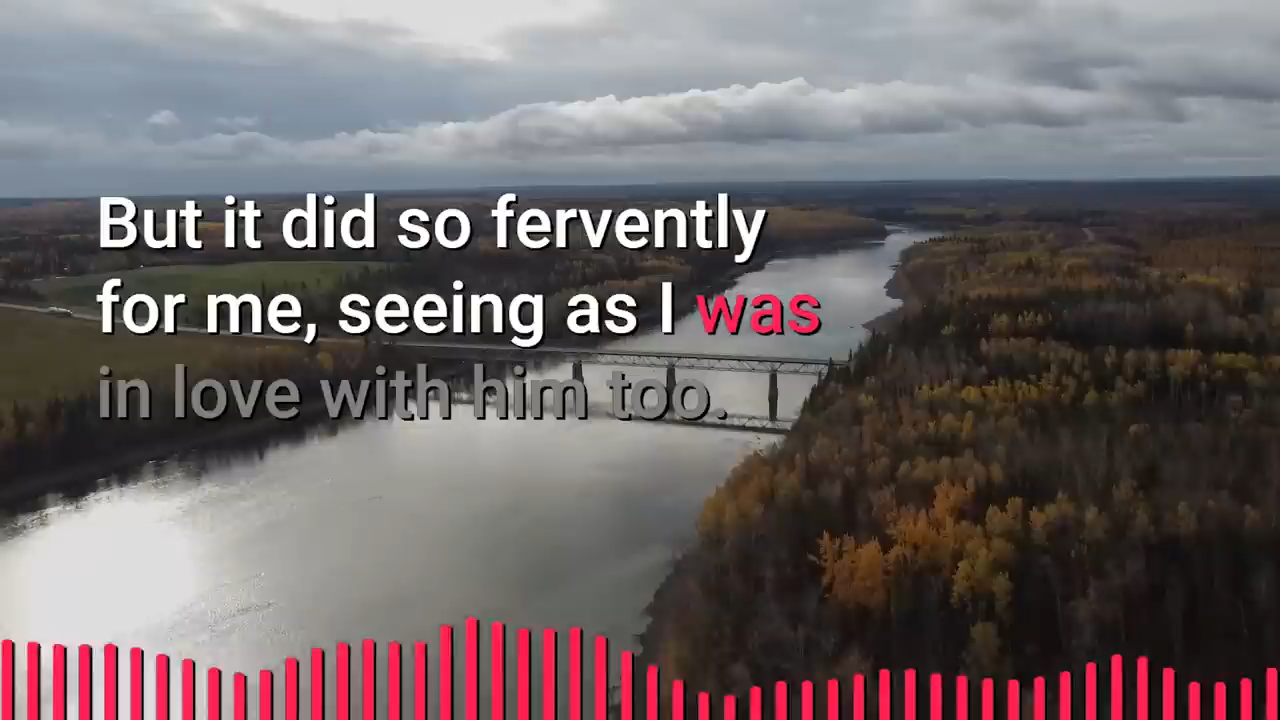 But it did so fervently
for me, seeing as I was
in love with him too.